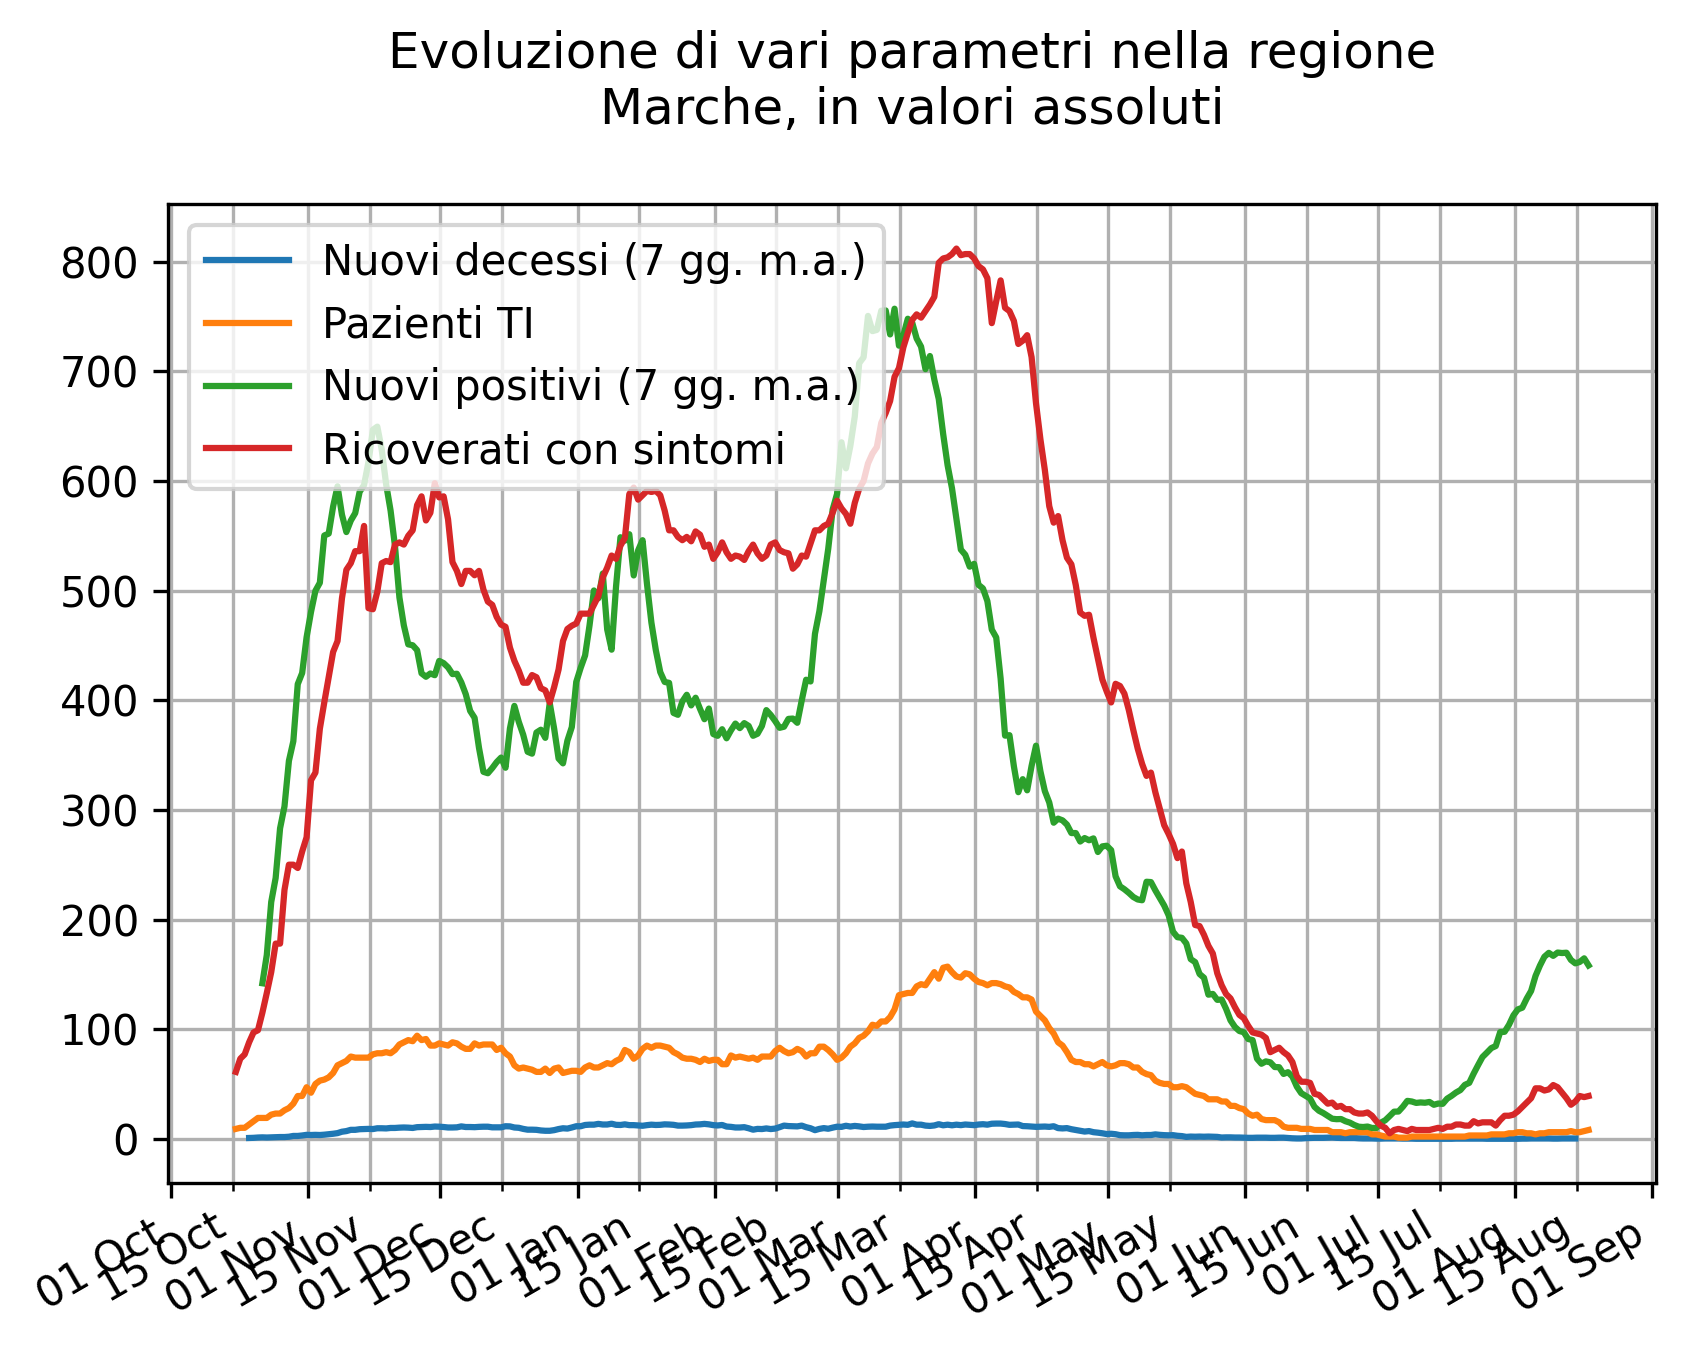 Evoluzione di vari parametri nella regione
Marche, in valori assoluti
Nuovi decessi (7 gg. m.a.)
Pazienti TI
Nuovi positivi (7 gg. m.a.)
Ricoverati con sintomi
800
700
600
500
400
300
200
100
0
01 Oct
15 Oct
01 Nov
15 Nov
01 Dec
15 Dec
01 Jan
15 Jan
01 Feb
15 Feb
01 Mar
15 Mar
01 Apr
15 Apr
01 May
15 May
01 Jun
15 Jun
01 Jul
15 Jul
01 Aug
15 Aug
01 Sep